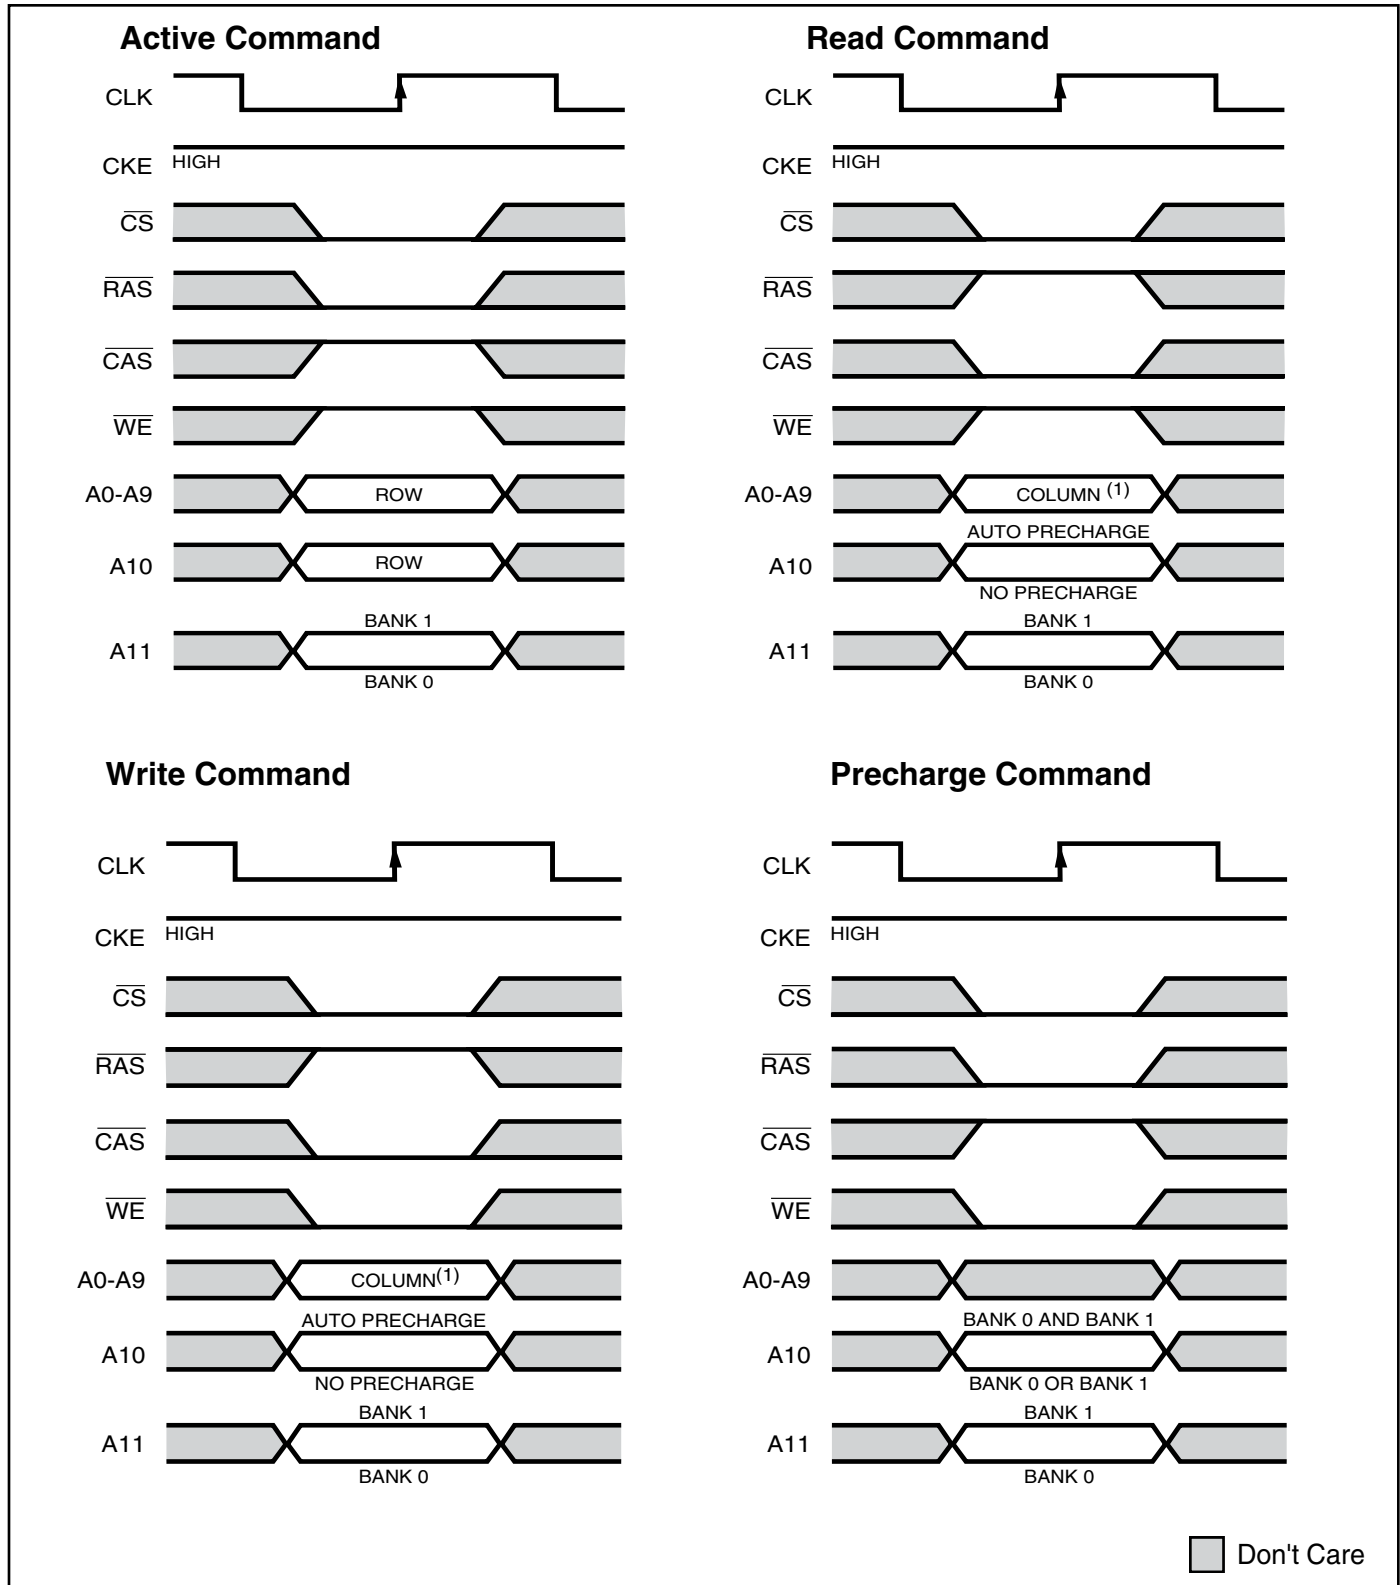 Active Command
CLK
CKE HIGH
CS
RAS
CAS
WE
A0-A9 ROW
A10 ROW
BANK 1
A11
BANK 0
Read Command
CLK
CKE HIGH
CS
RAS
CAS
WE
A0-A9 COLUMN (1)
AUTO PRECHARGE
A10
NO PRECHARGE
BANK 1
A11
BANK 0
Write Command
CLK
CKE HIGH
CS
RAS
CAS
WE
A0-A9 COLUMN(1)
AUTO PRECHARGE
A10
NO PRECHARGE
BANK 1
A11
BANK 0
Precharge Command
CLK
CKE HIGH
CS
RAS
CAS
WE
A0-A9
BANK 0 AND BANK 1
A10
BANK 0 OR BANK 1
BANK 1
A11
BANK 0
Don't Care